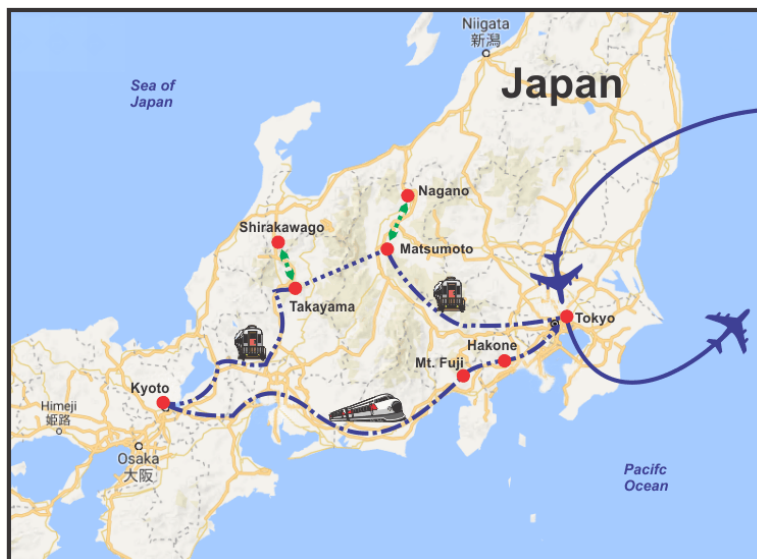 Niigata
新潟
Japan
Sea of
Japan
Nagano
Shirakawago
Matsumoto
Takayama
Tokyo
Hakone
Mt. Fuji
Kyoto
Himeji
姫路
Osaka
大阪
Pacifc
Ocean